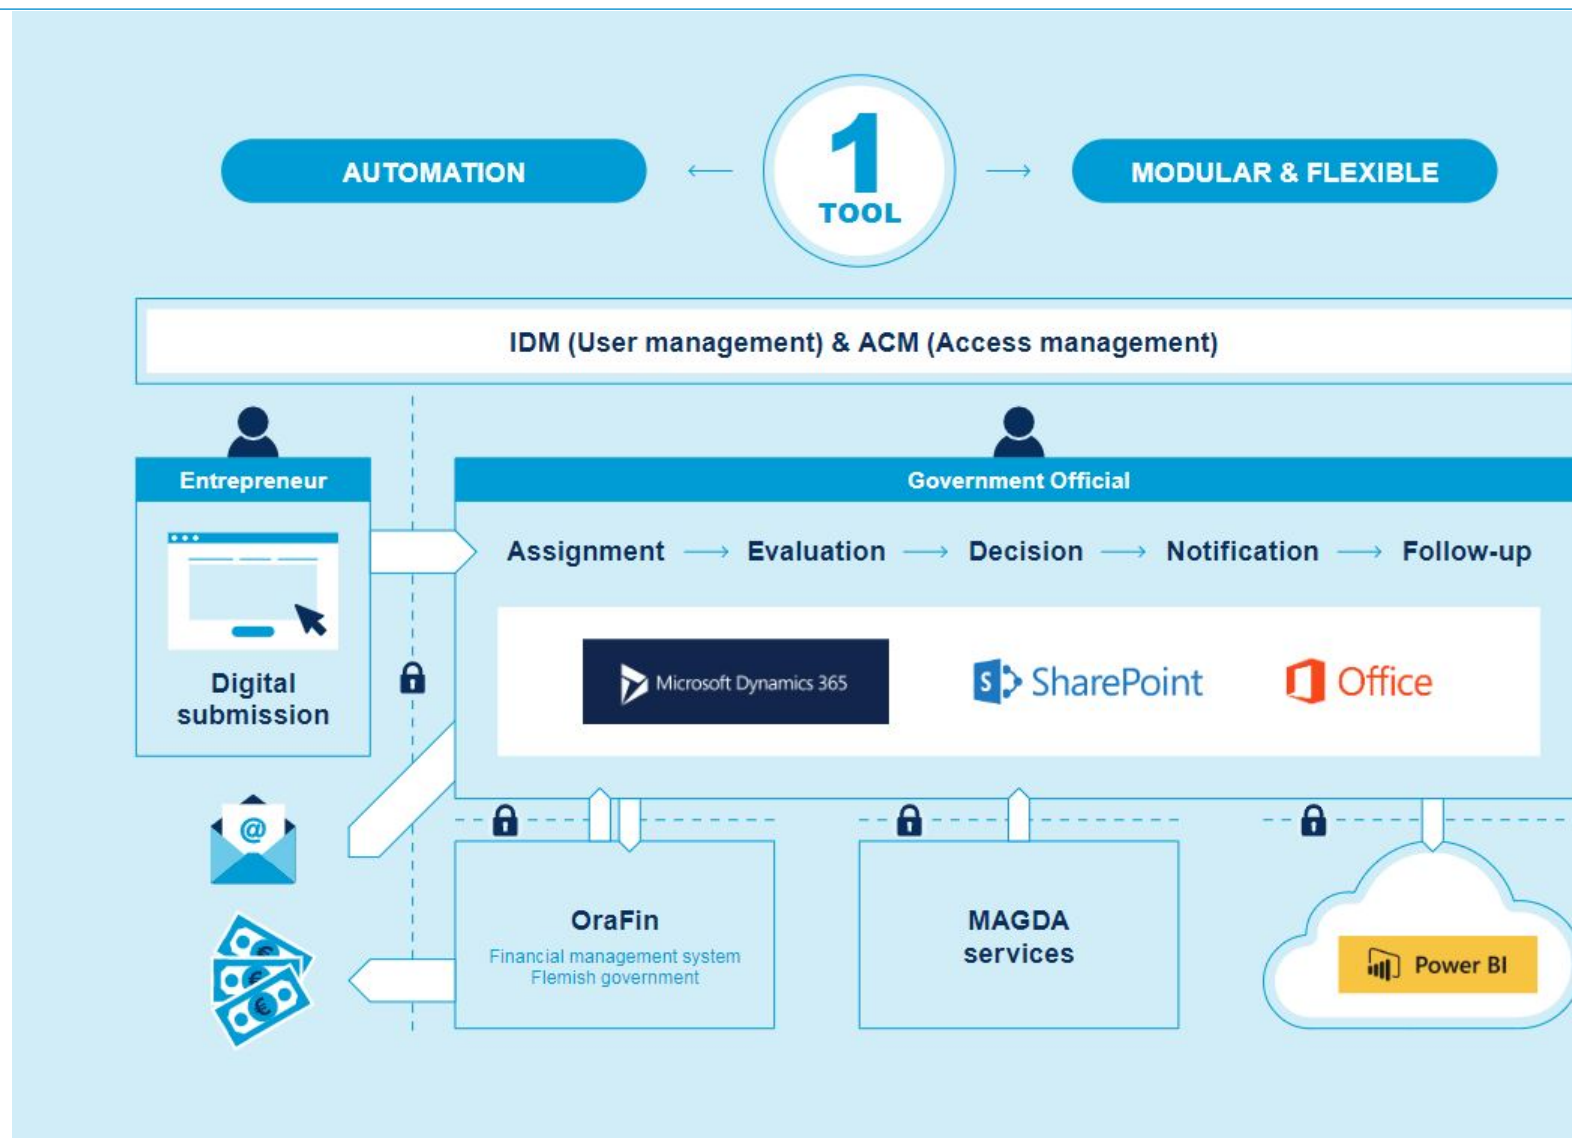 1
TOOL
AUTOMATION
MODULAR & FLEXIBLE
IDM (User management) & ACM (Access management)
Entrepreneur
Government Official
Assignment
Evaluation
Decision
Notification
Follow-up
Digital
submission
Microsoft Dynamics 365
S
SharePoint
Office
@
OraFin
Financial management system
Flemish government
MAGDA
services
Power BI
€
€
€